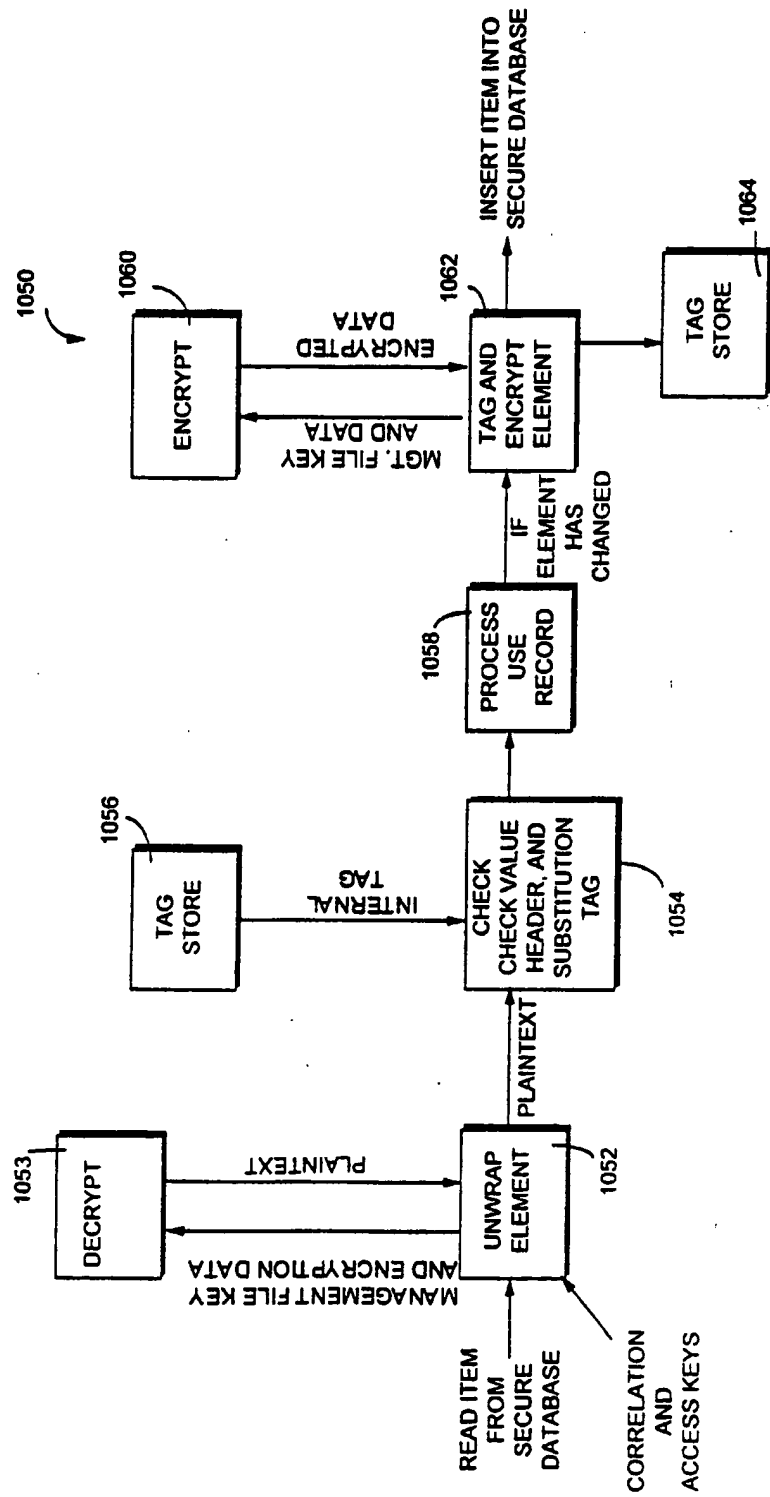 1050
1053
DECRYPT
MANAGEMENT FILE KEY
AND ENCRYPTION DATA
PLAINTEXT
READ ITEM
FROM
SECURE
DATABASE
CORRELATION
AND
ACCESS KEYS
UNWRAP
ELEMENT
1052
PLAINTEXT
1056
TAG
STORE
INTERNAL
TAG
CHECK
CHECK VALUE
HEADER, AND
SUBSTITUTION
TAG
1054
1058
PROCESS
USE
RECORD
IF
ELEMENT
HAS
CHANGED
1060
ENCRYPT
MGT. FILE KEY
AND DATA
ENCRYPTED
DATA
1062
TAG AND
ENCRYPT
ELEMENT
INSERT ITEM INTO
SECURE DATABASE
TAG
STORE
1064